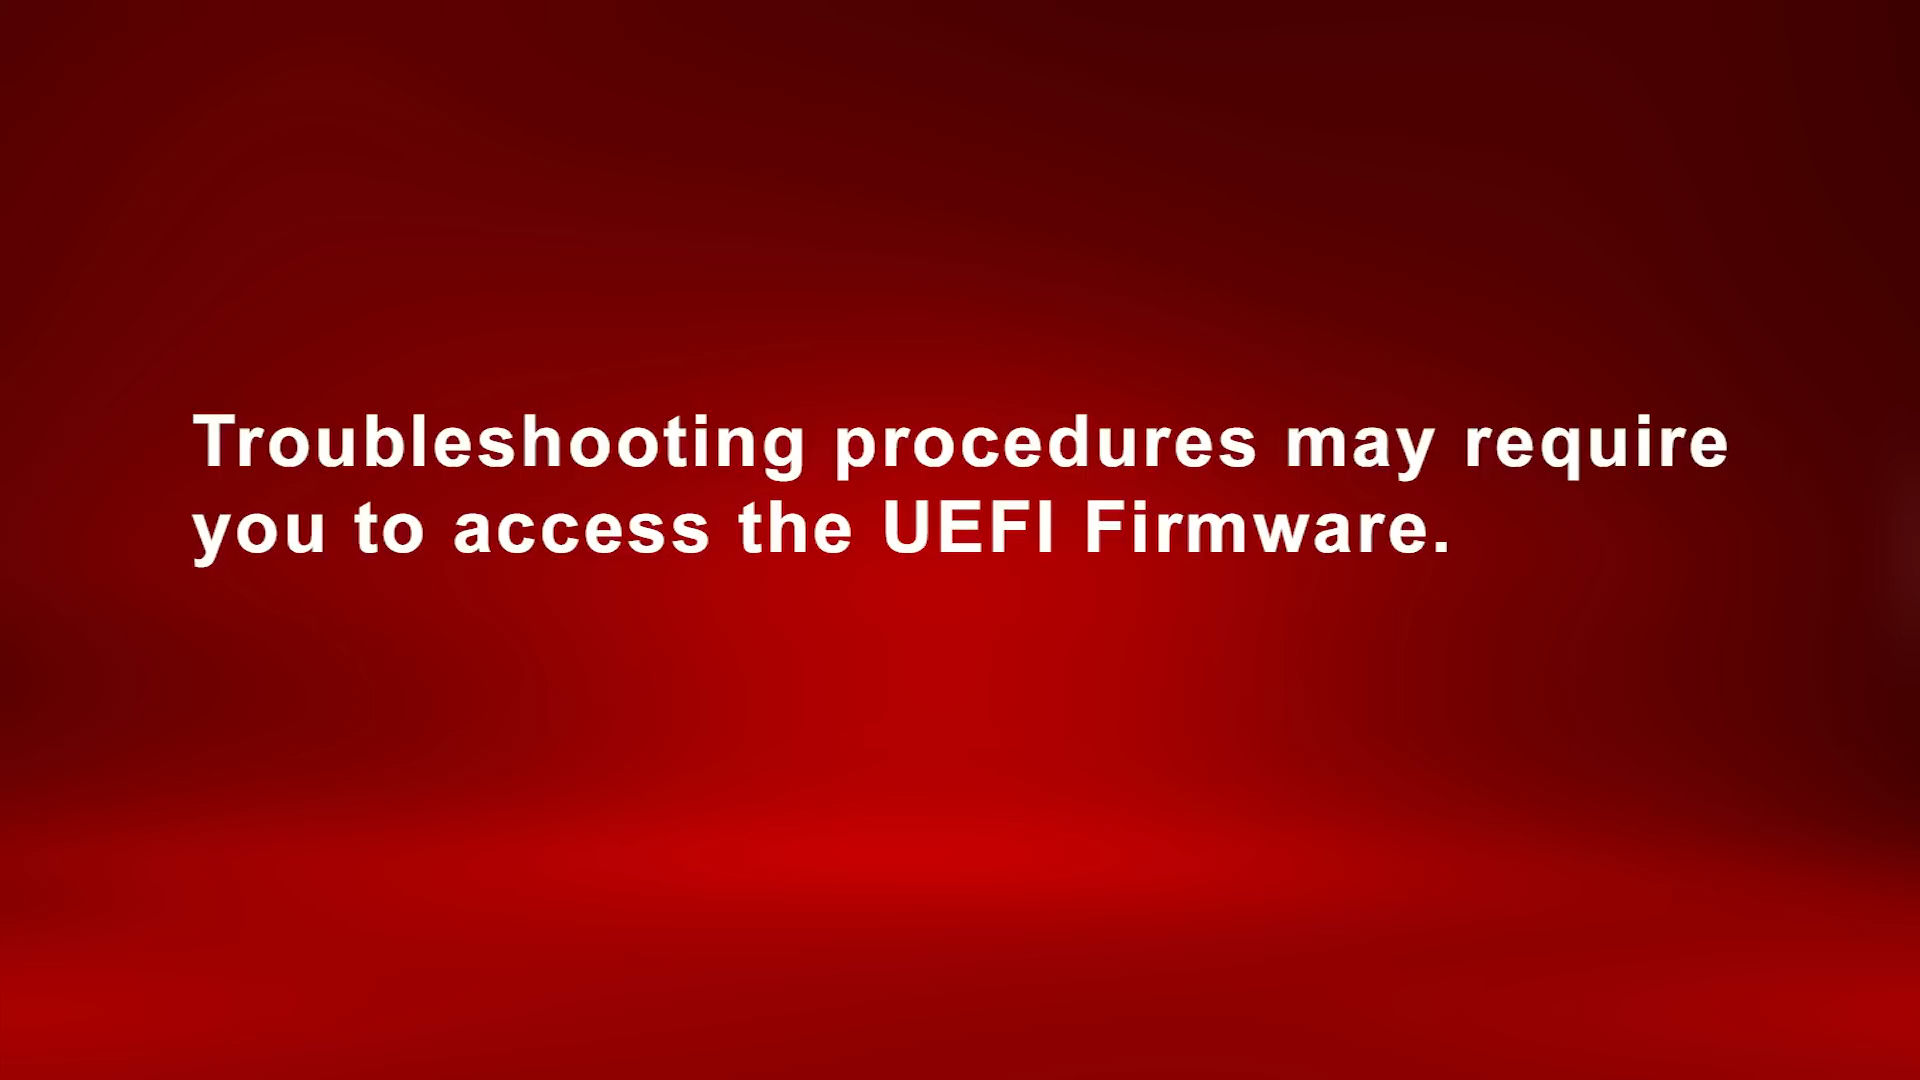 Troubleshooting procedures may require
you to access the UEFI Firmware.